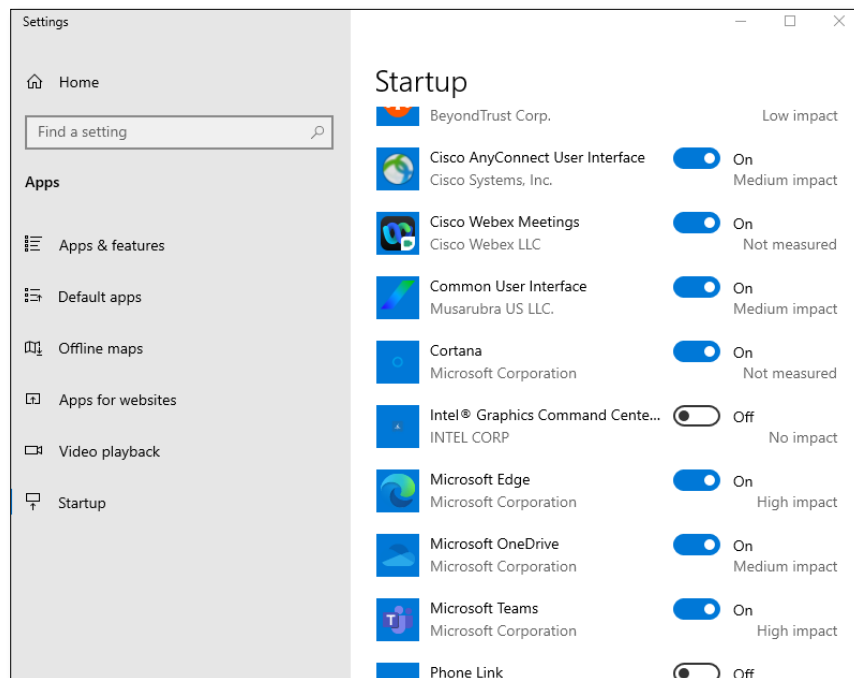 Settings
Home
Find a setting
Apps
Apps & features
Default apps
Offline maps
Apps for websites
Video playback
Startup
Startup
BeyondTrust Corp.
Low impact
Cisco AnyConnect User Interface
On
Cisco Systems, Inc.
Medium impact
Cisco Webex Meetings
On
Cisco Webex LLC
Not measured
Common User Interface
On
Musarubra US LLC.
Medium impact
Cortana
On
Microsoft Corporation
Not measured
Intel® Graphics Command Cente...
Off
INTEL CORP
No impact
Microsoft Edge
On
Microsoft Corporation
High impact
Microsoft OneDrive
On
Microsoft Corporation
Medium impact
Microsoft Teams
On
Microsoft Corporation
High impact
Phone Link
Off